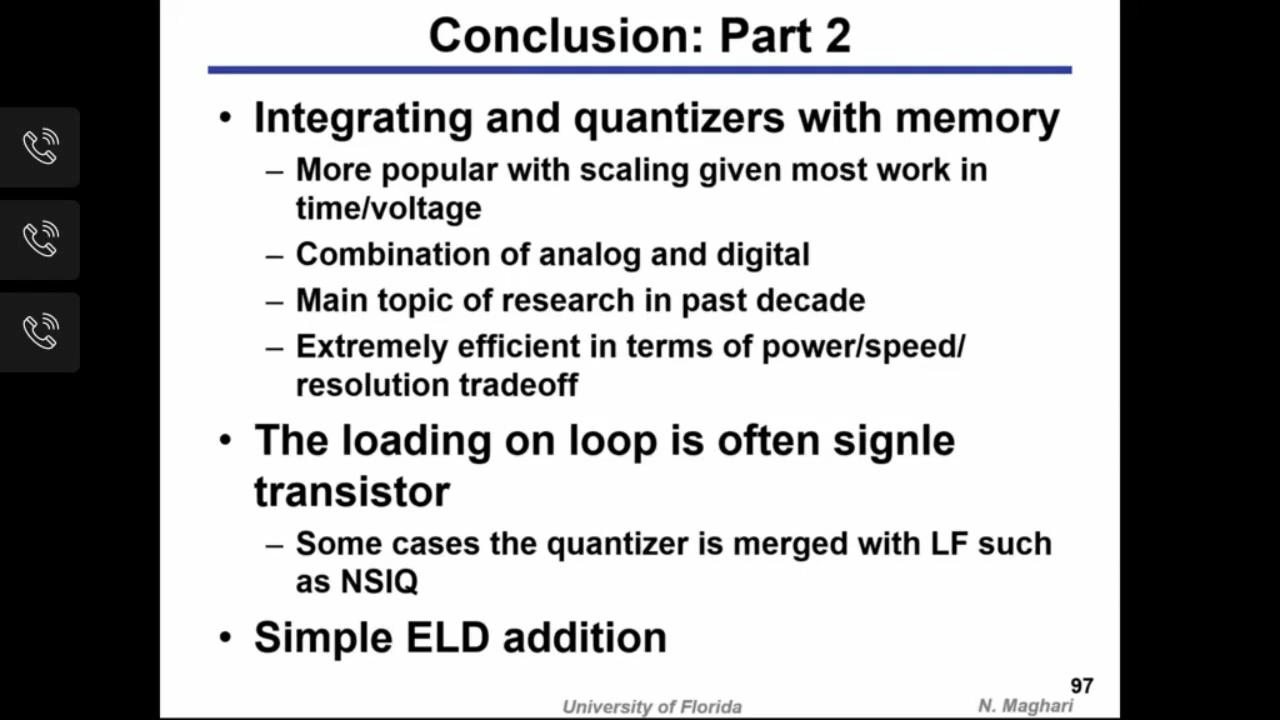 Conclusion: Part 2
• Integrating and quantizers with memory
– More popular with scaling given most work in
time/voltage
– Combination of analog and digital
– Main topic of research in past decade
– Extremely efficient in terms of power/speed/
resolution tradeoff
• The loading on loop is often signle
transistor
– Some cases the quantizer is merged with LF such
as NSIQ
• Simple ELD addition
97
University of Florida
N. Maghari